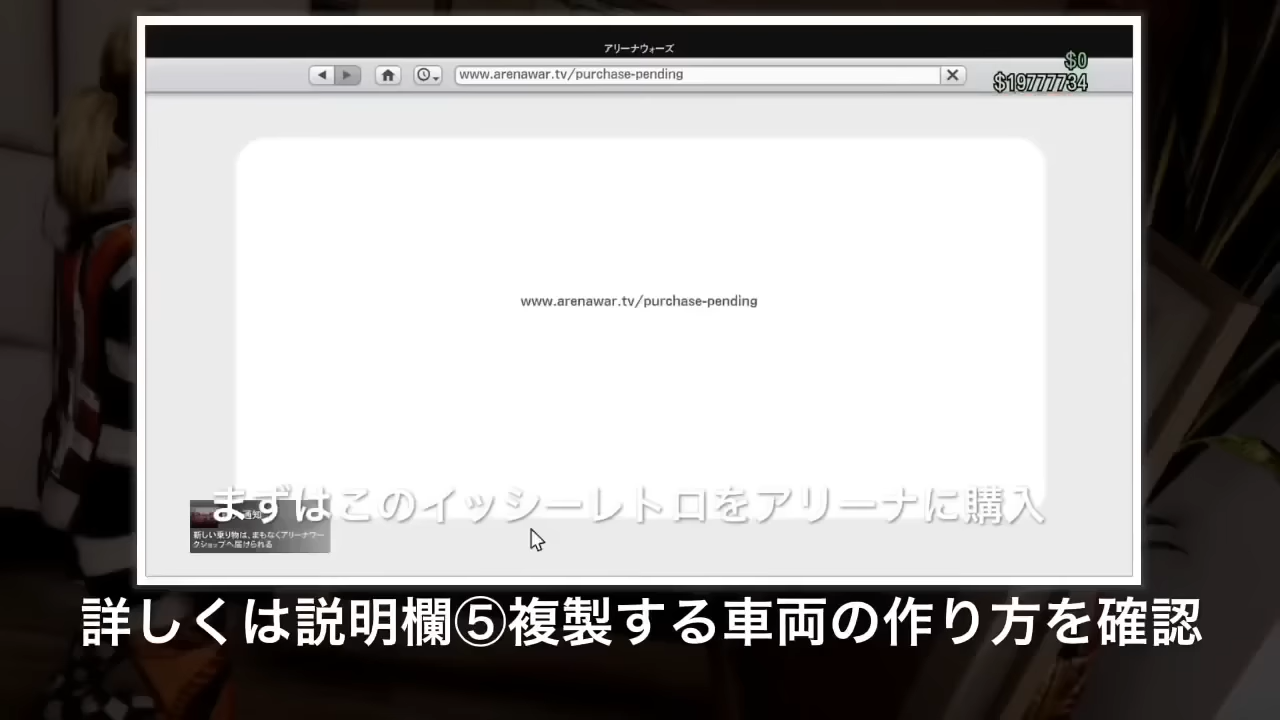 アリーナウォーズ
www.arenawar.tv/purchase-pending
$0
$19777734
www.arenawar.tv/purchase-pending
まずはこのイッシーレトロをアリーナに購入
通知
新しい乗り物は、まもなくアリーナワー
クショップへ届けられる
詳しくは説明欄⑤複製する車両の作り方を確認